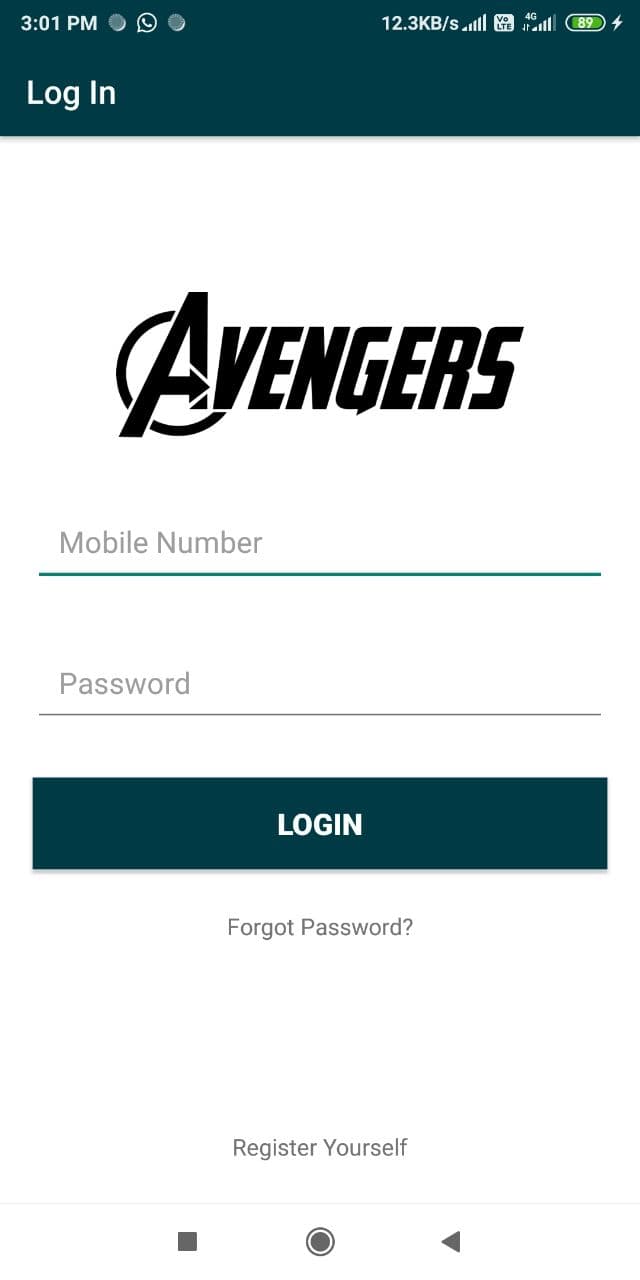 3:01 PM 12.3KB/s Vo LTE 4G 89
Log In
AVENGERS
Mobile Number
Password
LOGIN
Forgot Password?
Register Yourself